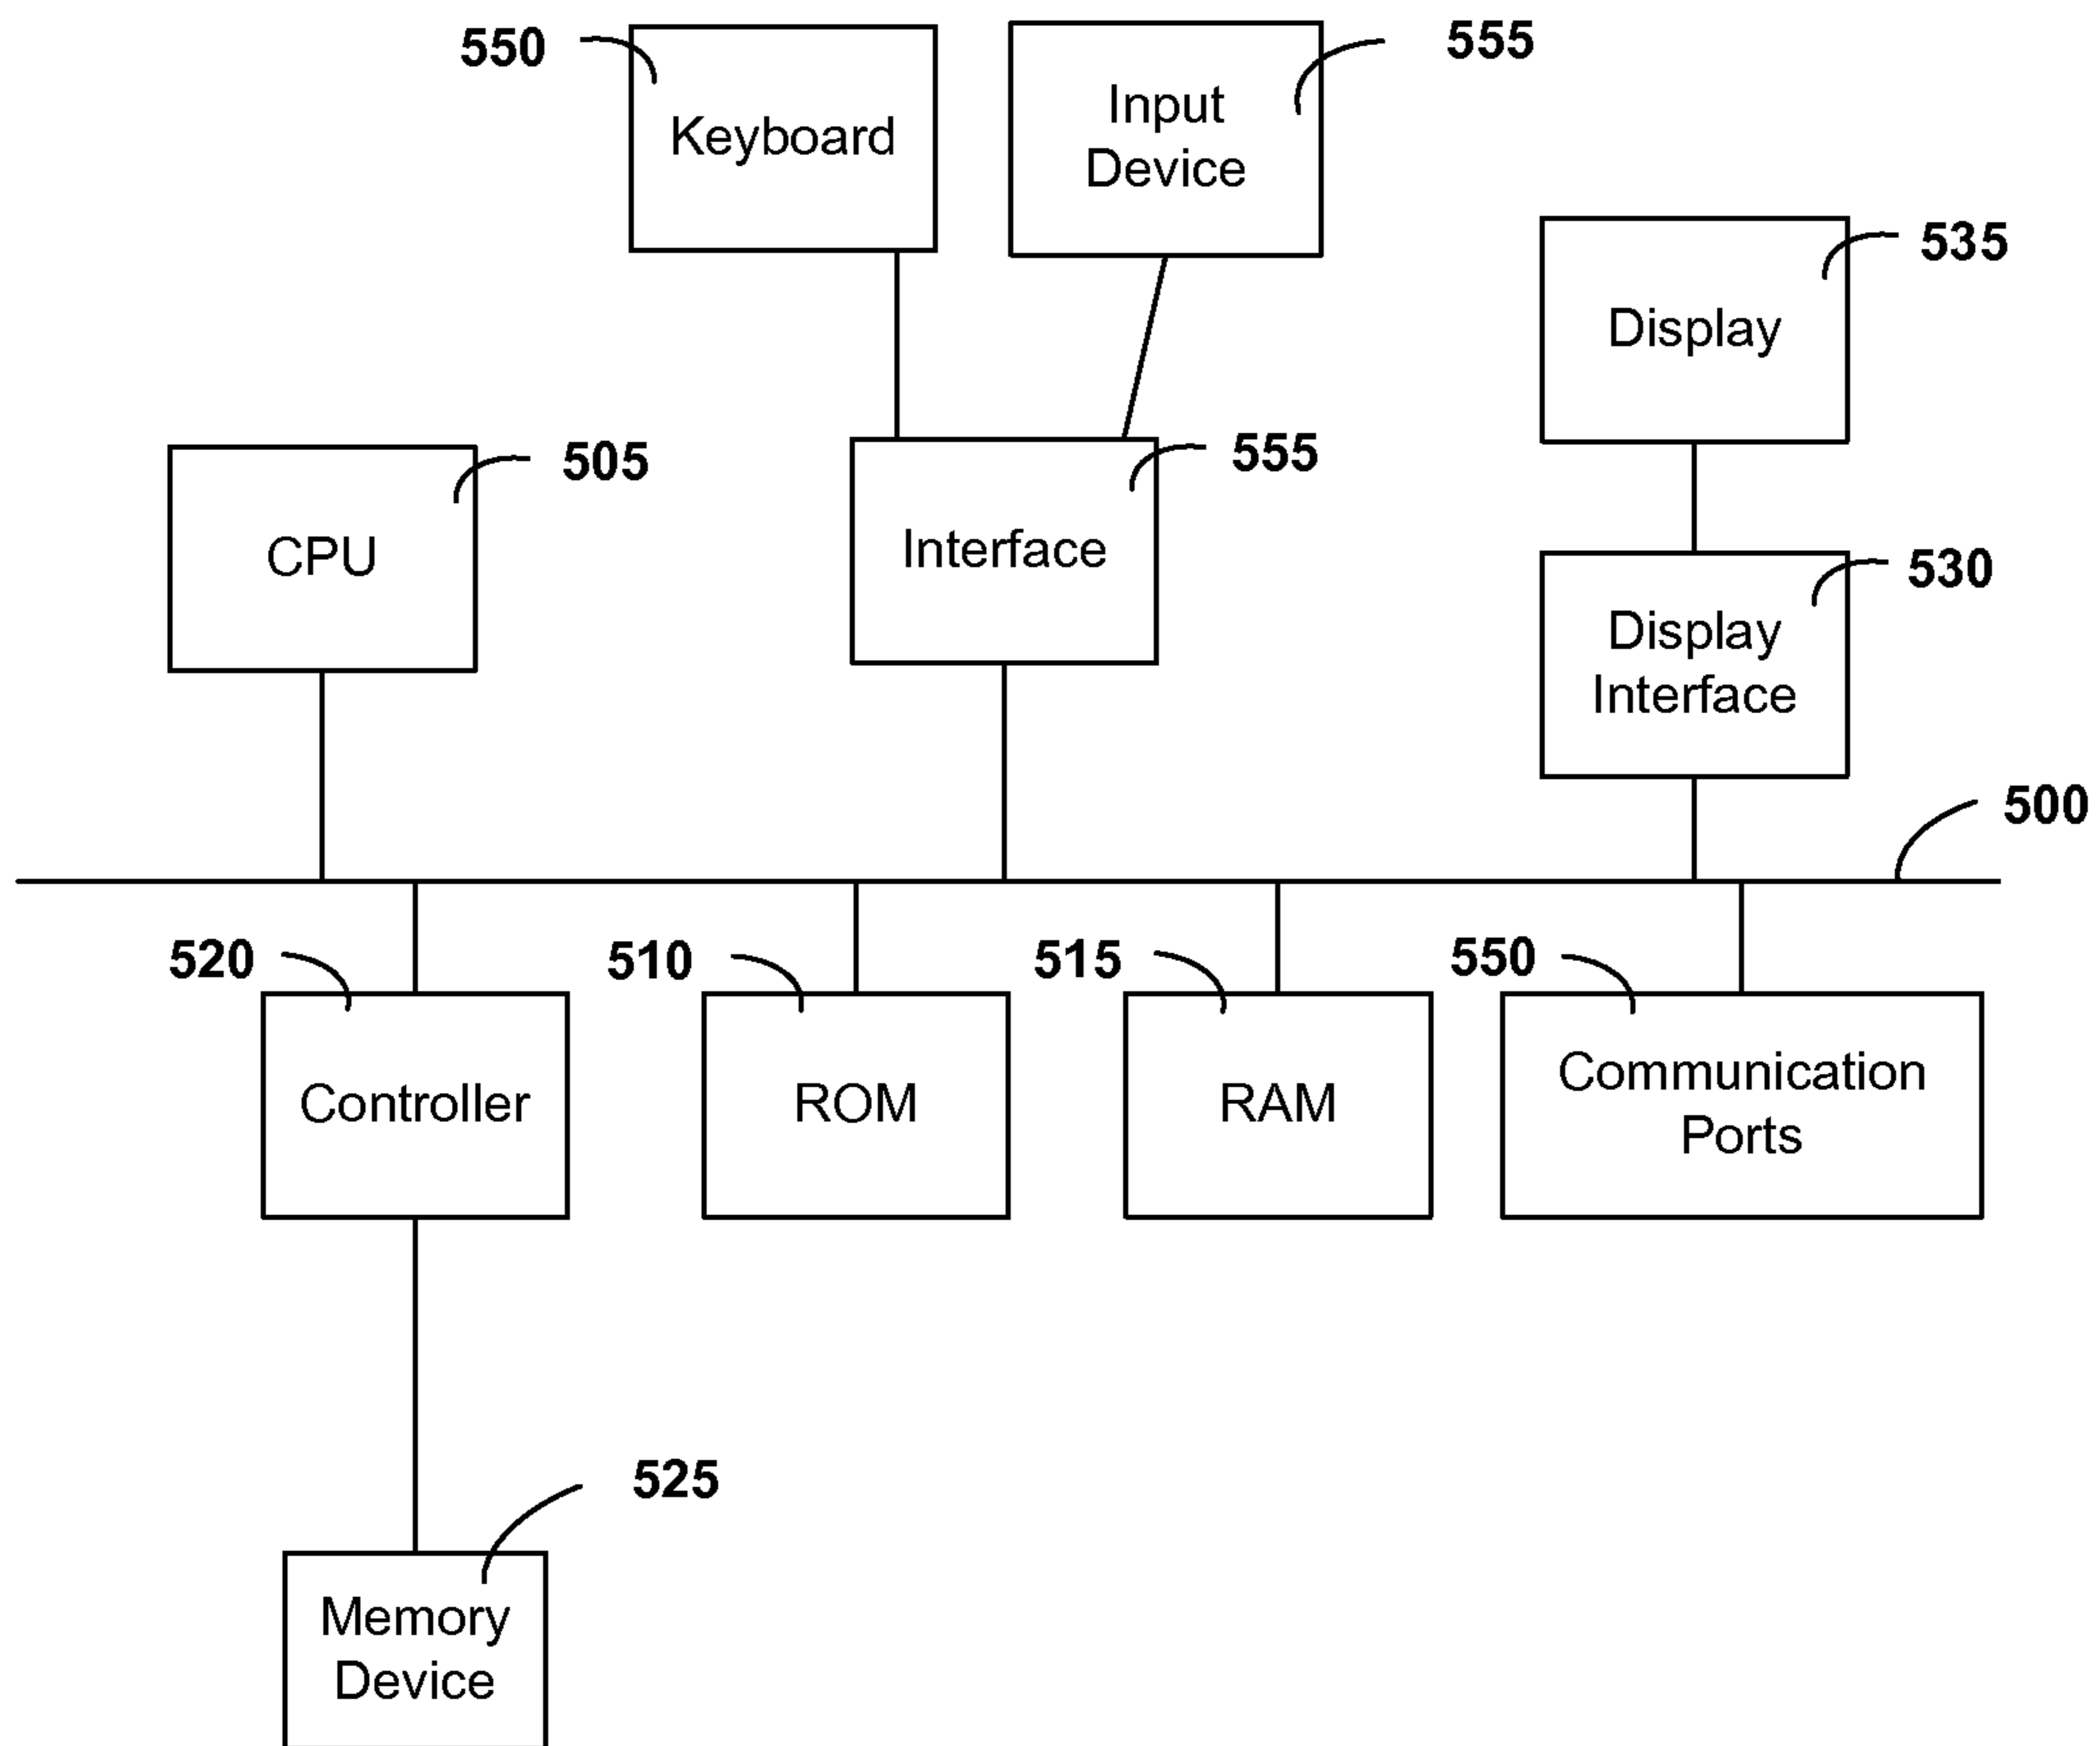 550
Keyboard
Input
Device
555
Display
535
CPU
505
Interface
555
Display
Interface
530
500
520
Controller
510
ROM
515
RAM
550
Communication
Ports
525
Memory
Device